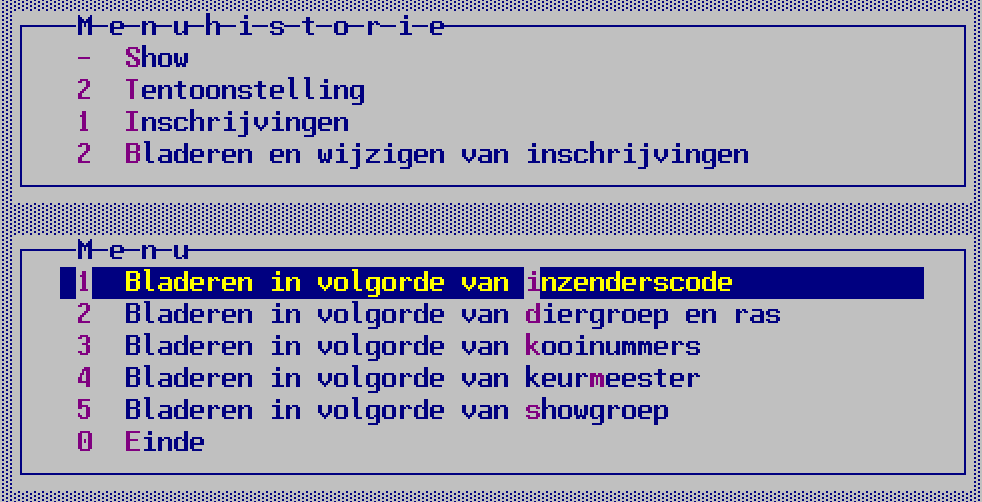 Menuhistorie
- Show
2 Tentoonstelling
1 Inschrijvingen
2 Bladeren en wijzigen van inschrijvingen
Menu
1 Bladeren in volgorde van inzenderscode
2 Bladeren in volgorde van diergroep en ras
3 Bladeren in volgorde van kooinummers
4 Bladeren in volgorde van keurmeester
5 Bladeren in volgorde van showgroep
0 Einde